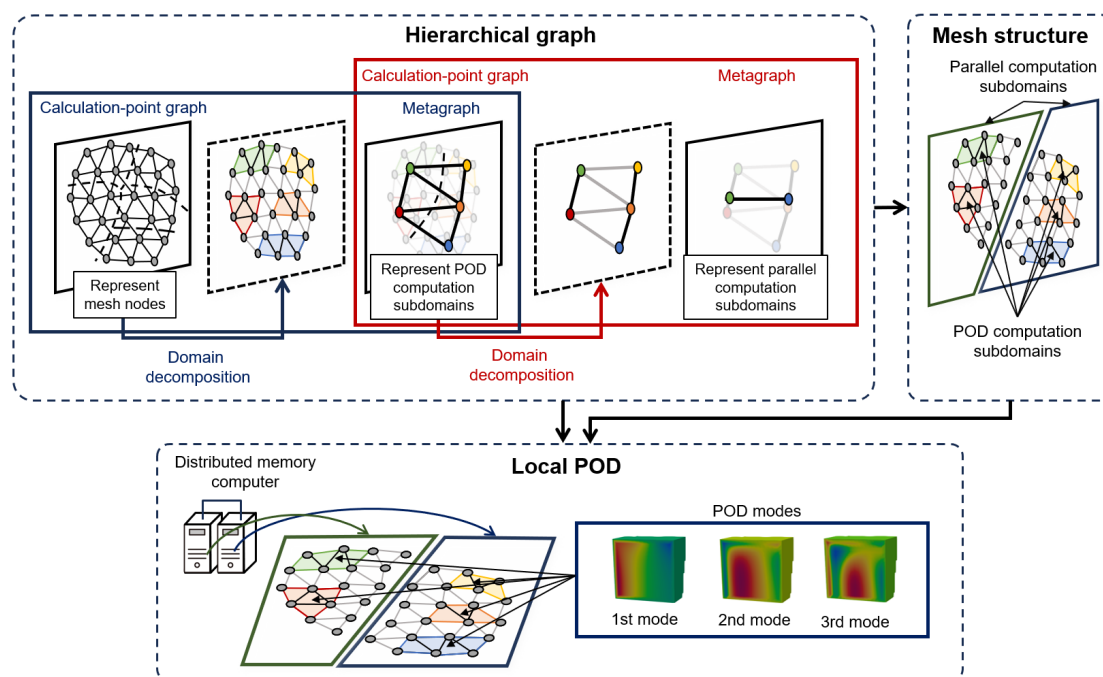 Hierarchical graph
Calculation-point graph
Metagraph
Calculation-point graph
Metagraph
Represent
mesh nodes
Represent POD
computation
subdomains
Represent parallel
computation
subdomains
Domain
decomposition
Domain
decomposition
Mesh structure
Parallel computation
subdomains
POD computation
subdomains
Local POD
Distributed memory
computer
POD modes
1st mode
2nd mode
3rd mode